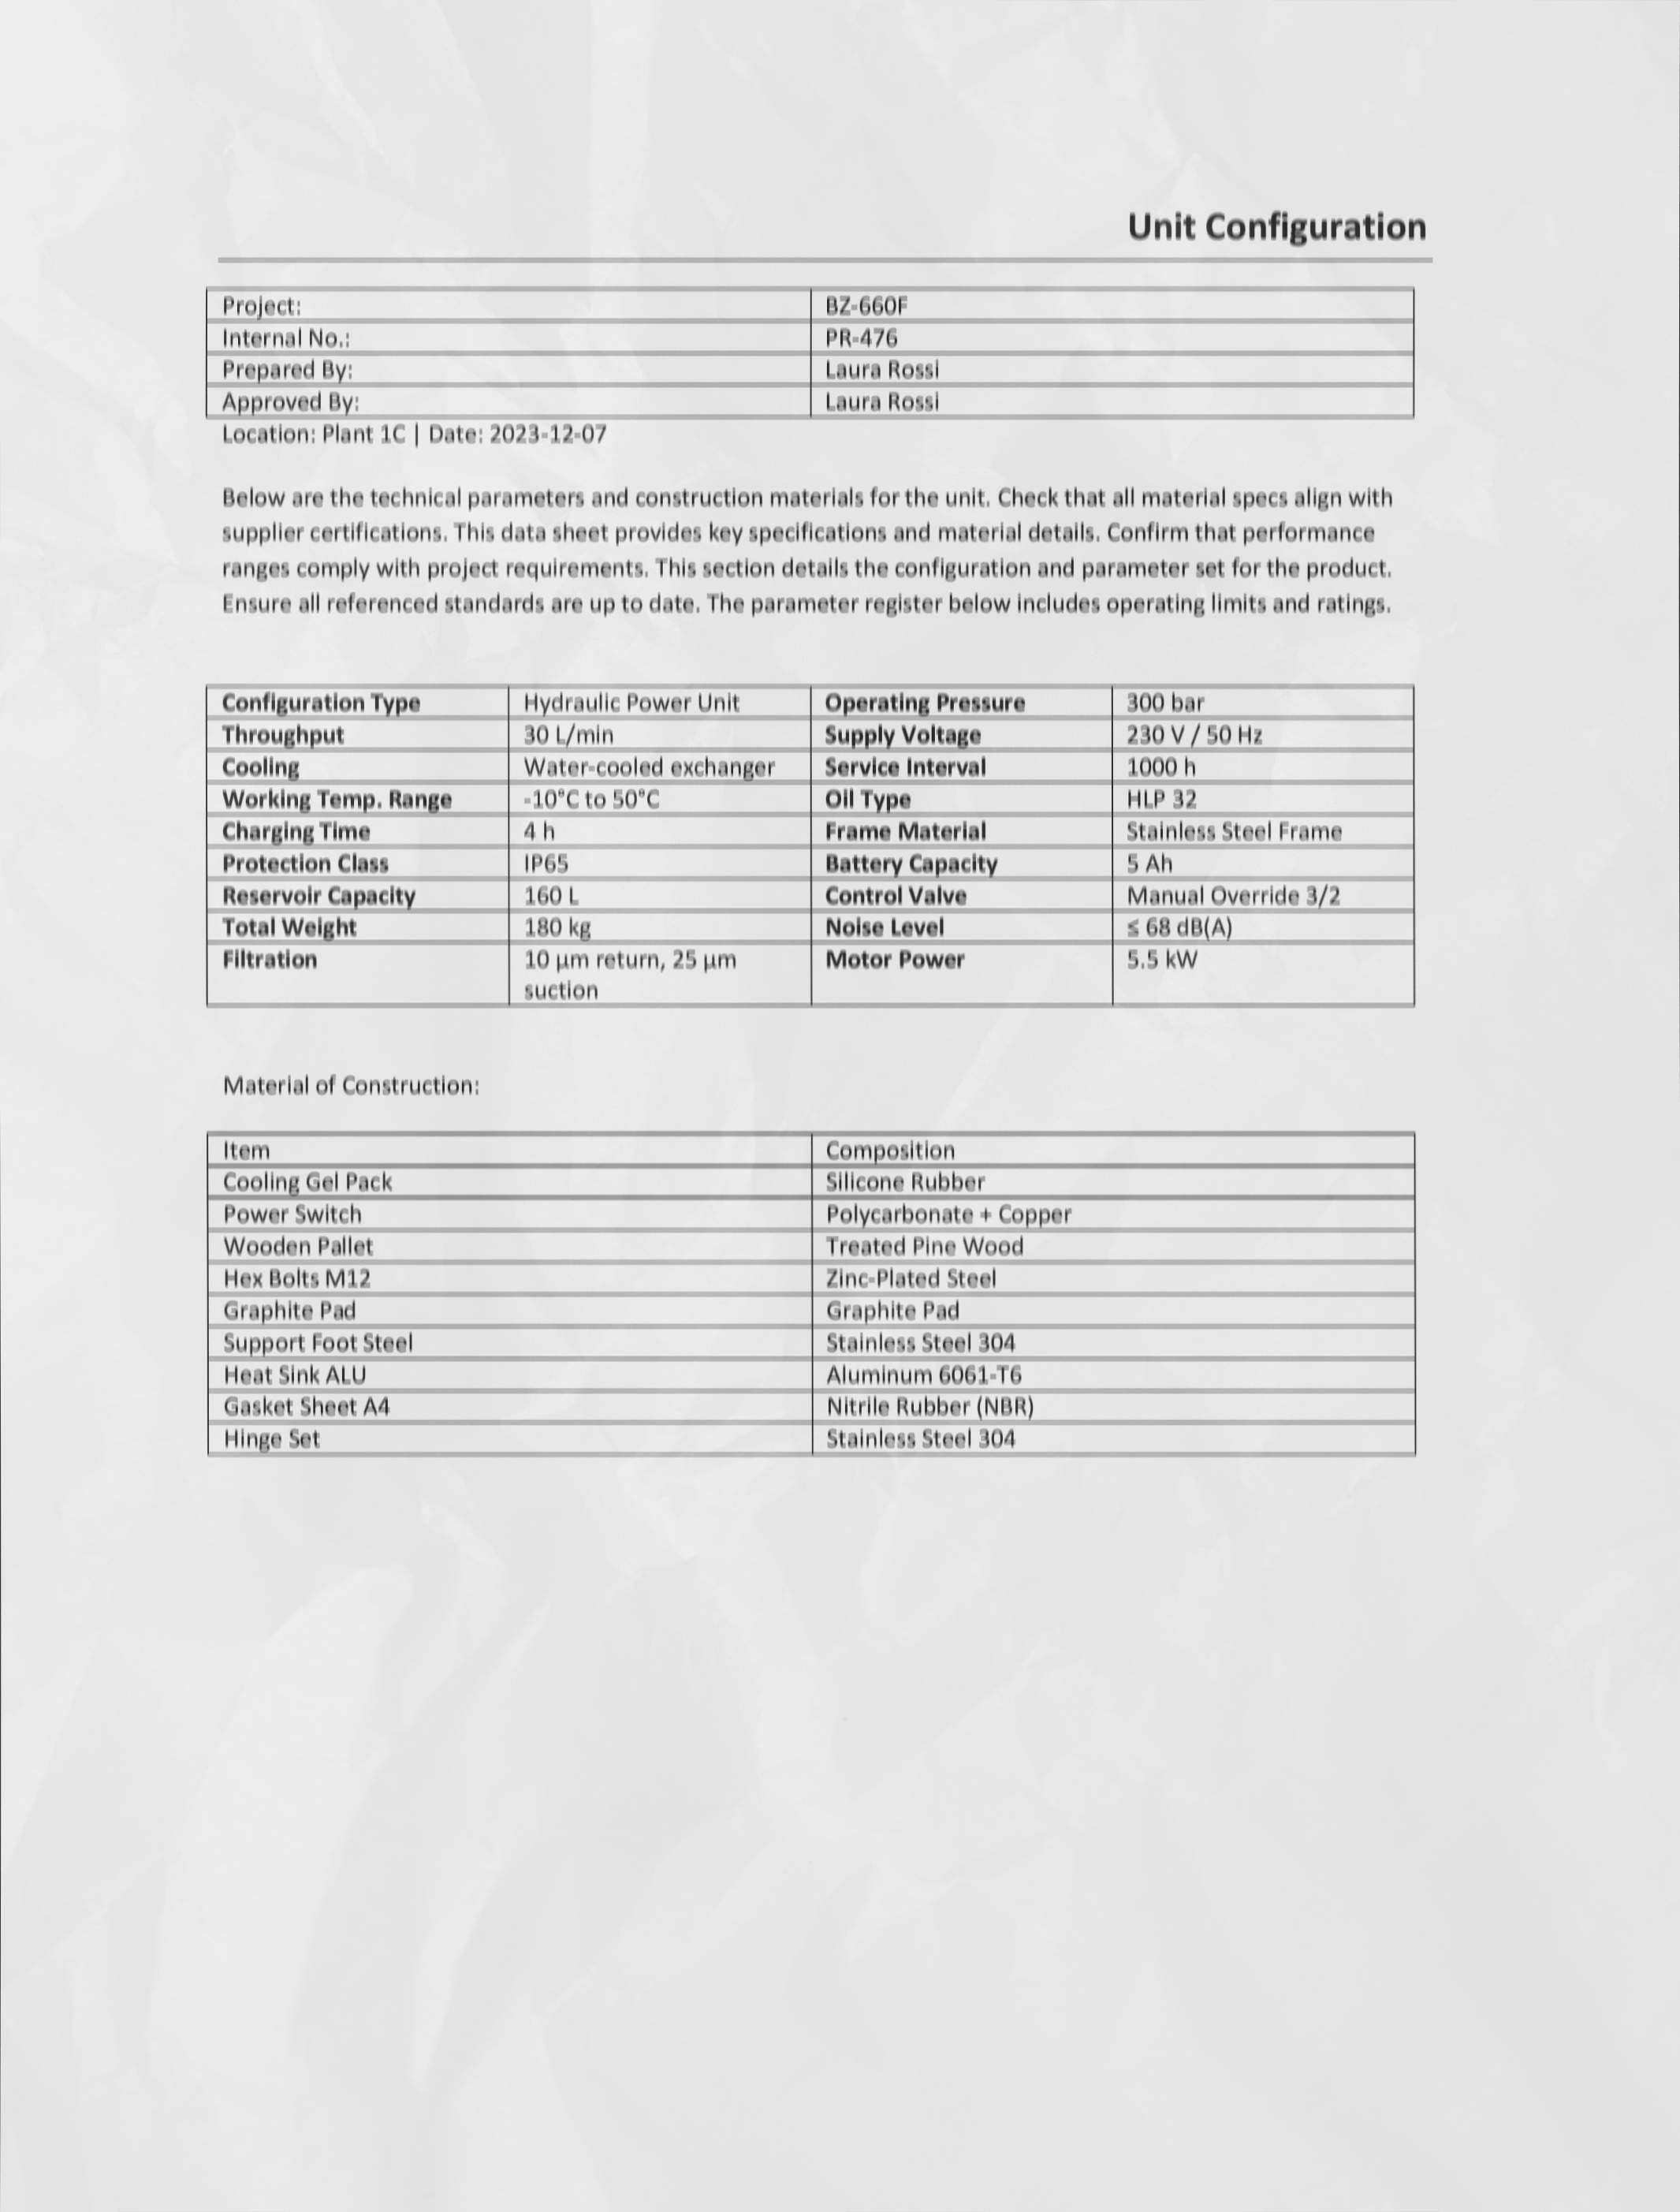 Unit Configuration
Project: BZ-660F
Internal No.: PR-476
Prepared By: Laura Rossi
Approved By: Laura Rossi
Location: Plant 1C | Date: 2023-12-07
Below are the technical parameters and construction materials for the unit. Check that all material specs align with
supplier certifications. This data sheet provides key specifications and material details. Confirm that performance
ranges comply with project requirements. This section details the configuration and parameter set for the product.
Ensure all referenced standards are up to date. The parameter register below includes operating limits and ratings.
Configuration Type Hydraulic Power Unit Operating Pressure 300 bar
Throughput 30 L/min Supply Voltage 230 V / 50 Hz
Cooling Water-cooled exchanger Service Interval 1000 h
Working Temp. Range -10°C to 50°C Oil Type HLP 32
Charging Time 4 h Frame Material Stainless Steel Frame
Protection Class IP65 Battery Capacity 5 Ah
Reservoir Capacity 160 L Control Valve Manual Override 3/2
Total Weight 180 kg Noise Level ≤ 68 dB(A)
Filtration 10 µm return, 25 µm Motor Power 5.5 kW
suction
Material of Construction:
Item Composition
Cooling Gel Pack Silicone Rubber
Power Switch Polycarbonate + Copper
Wooden Pallet Treated Pine Wood
Hex Bolts M12 Zinc-Plated Steel
Graphite Pad Graphite Pad
Support Foot Steel Stainless Steel 304
Heat Sink ALU Aluminum 6061-T6
Gasket Sheet A4 Nitrile Rubber (NBR)
Hinge Set Stainless Steel 304